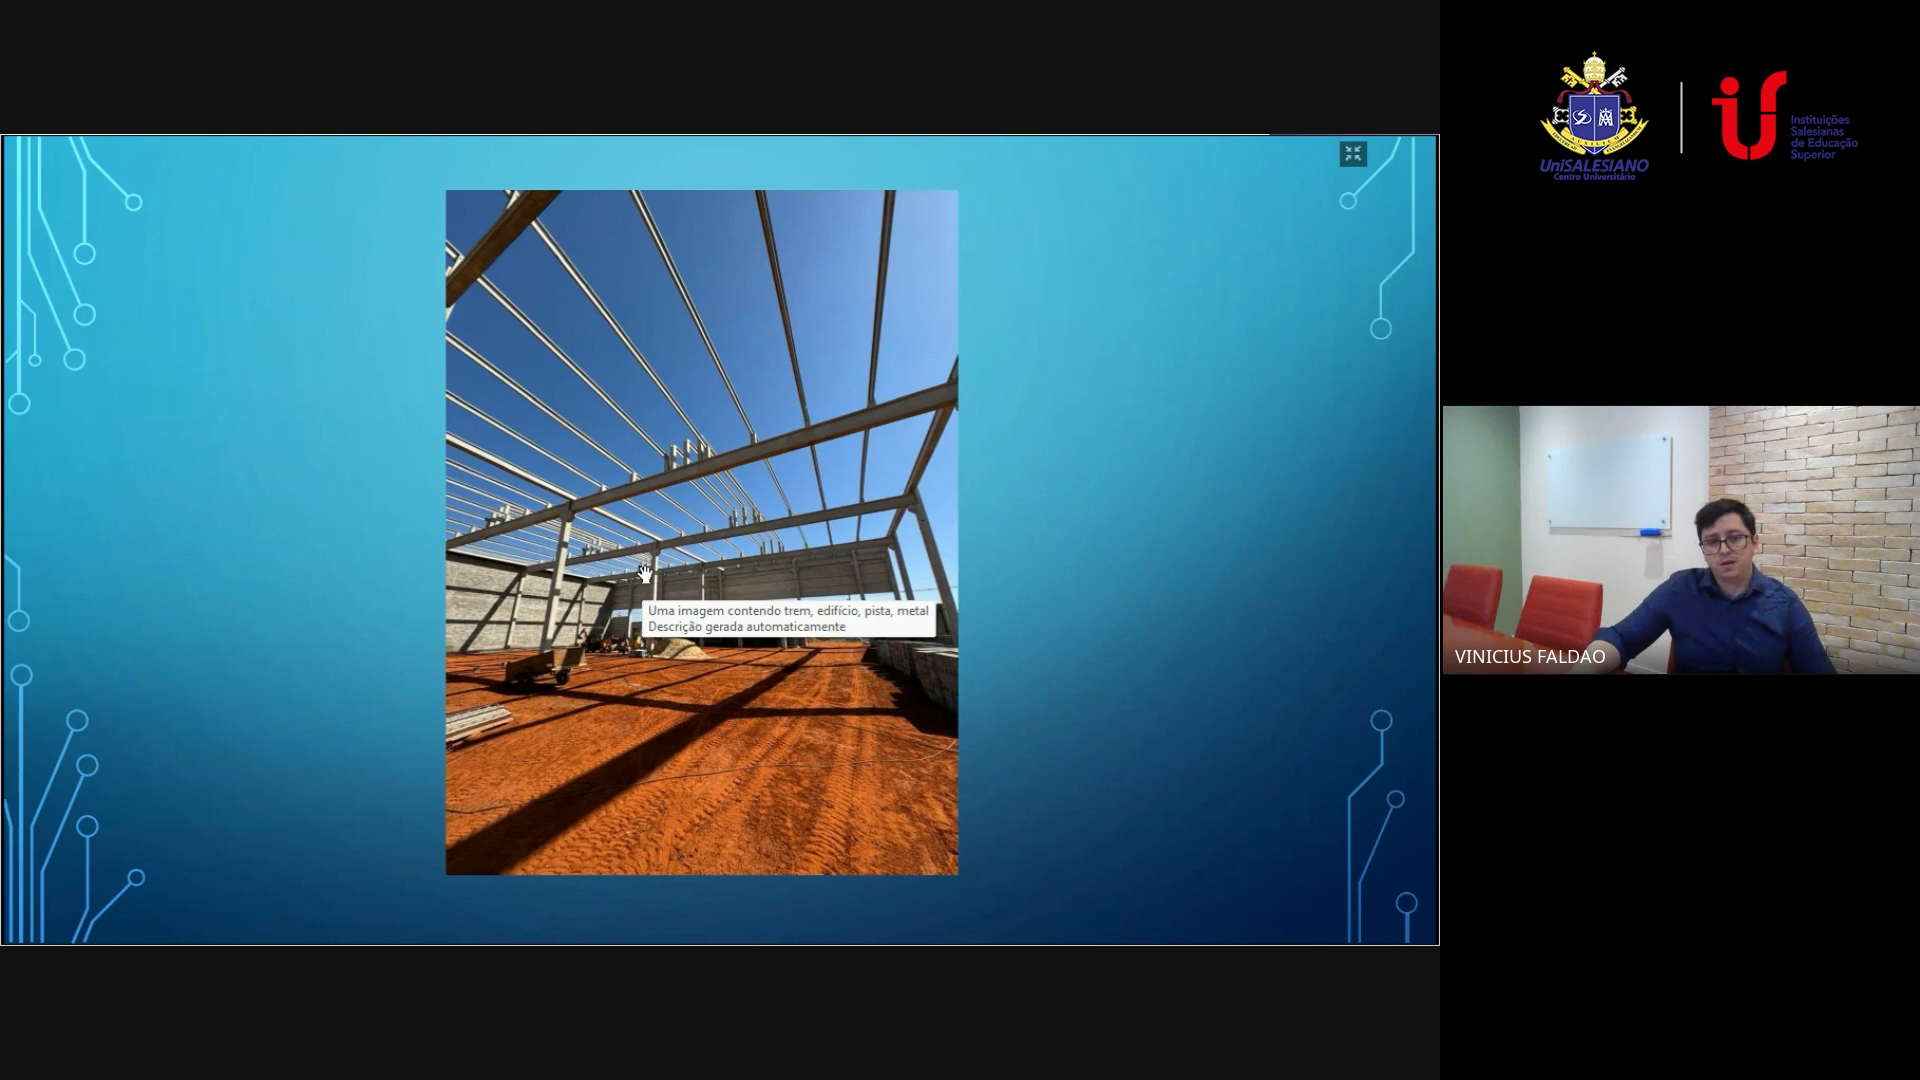 UniSALESIANO
Centro Universitário
Instituições
Salesianas
de Educação
Superior
Uma imagem contendo trem, edifício, pista, metal
Descrição gerada automaticamente
VINICIUS FALDAO